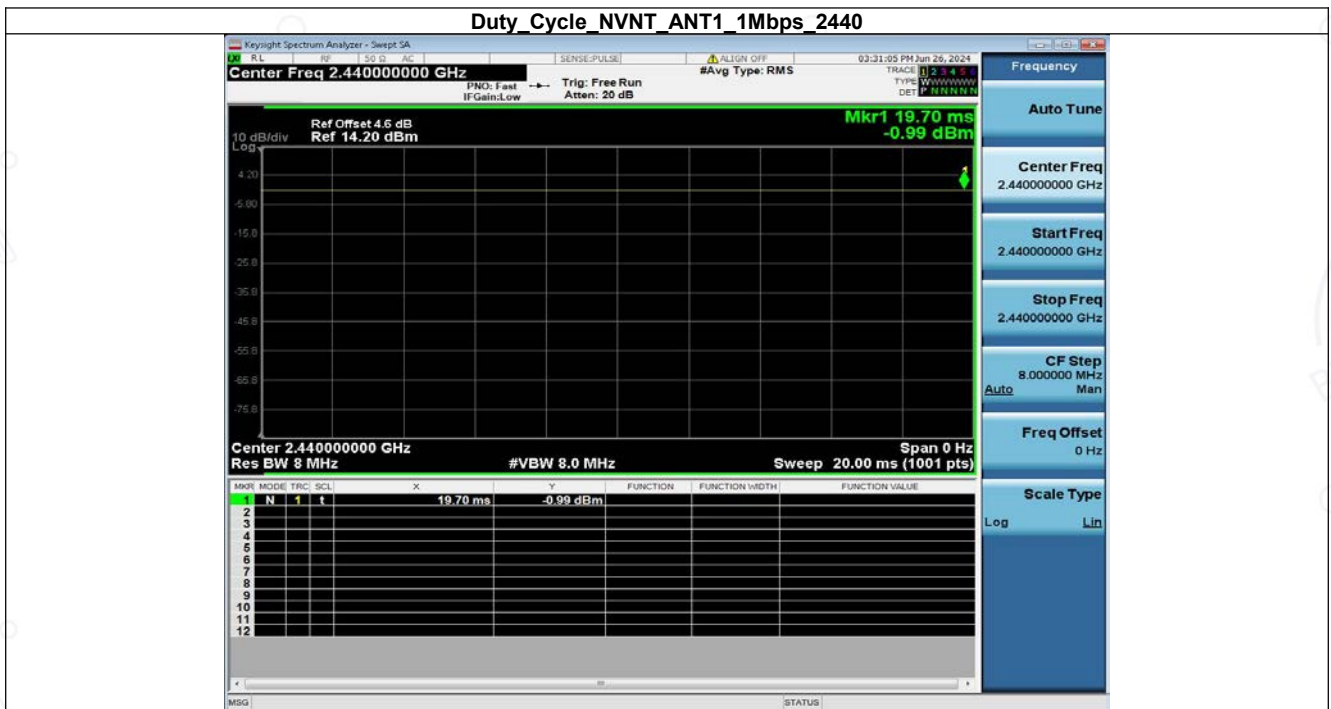 Duty_Cycle_NVNT_ANT1_1Mbps_2440
Keysight Spectrum Analyzer - Swept SA
LXI RL RF 50 Ω AC SENSE:PULSE ALIGN OFF 03:31:05 PM Jun 26, 2024
Center Freq 2.440000000 GHz #Avg Type: RMS TRACE 1 2 3 4 5 6
PNO: Fast Trig: Free Run TYPE WWWWWW
IFGain:Low Atten: 20 dB DET P N N N N N
Ref Offset 4.6 dB Mkr1 19.70 ms
10 dB/div Ref 14.20 dBm -0.99 dBm
Log
1
4.20
-5.80
-15.8
-25.8
-35.8
-45.8
-55.8
-65.8
-75.8
Center 2.440000000 GHz Span 0 Hz
Res BW 8 MHz #VBW 8.0 MHz Sweep 20.00 ms (1001 pts)
MKR MODE TRC SCL X Y FUNCTION FUNCTION WIDTH FUNCTION VALUE
1 N 1 t 19.70 ms -0.99 dBm
2
3
4
5
6
7
8
9
10
11
12
MSG STATUS
Frequency
Auto Tune
Center Freq
2.440000000 GHz
Start Freq
2.440000000 GHz
Stop Freq
2.440000000 GHz
CF Step
8.000000 MHz
Auto Man
Freq Offset
0 Hz
Scale Type
Log Lin